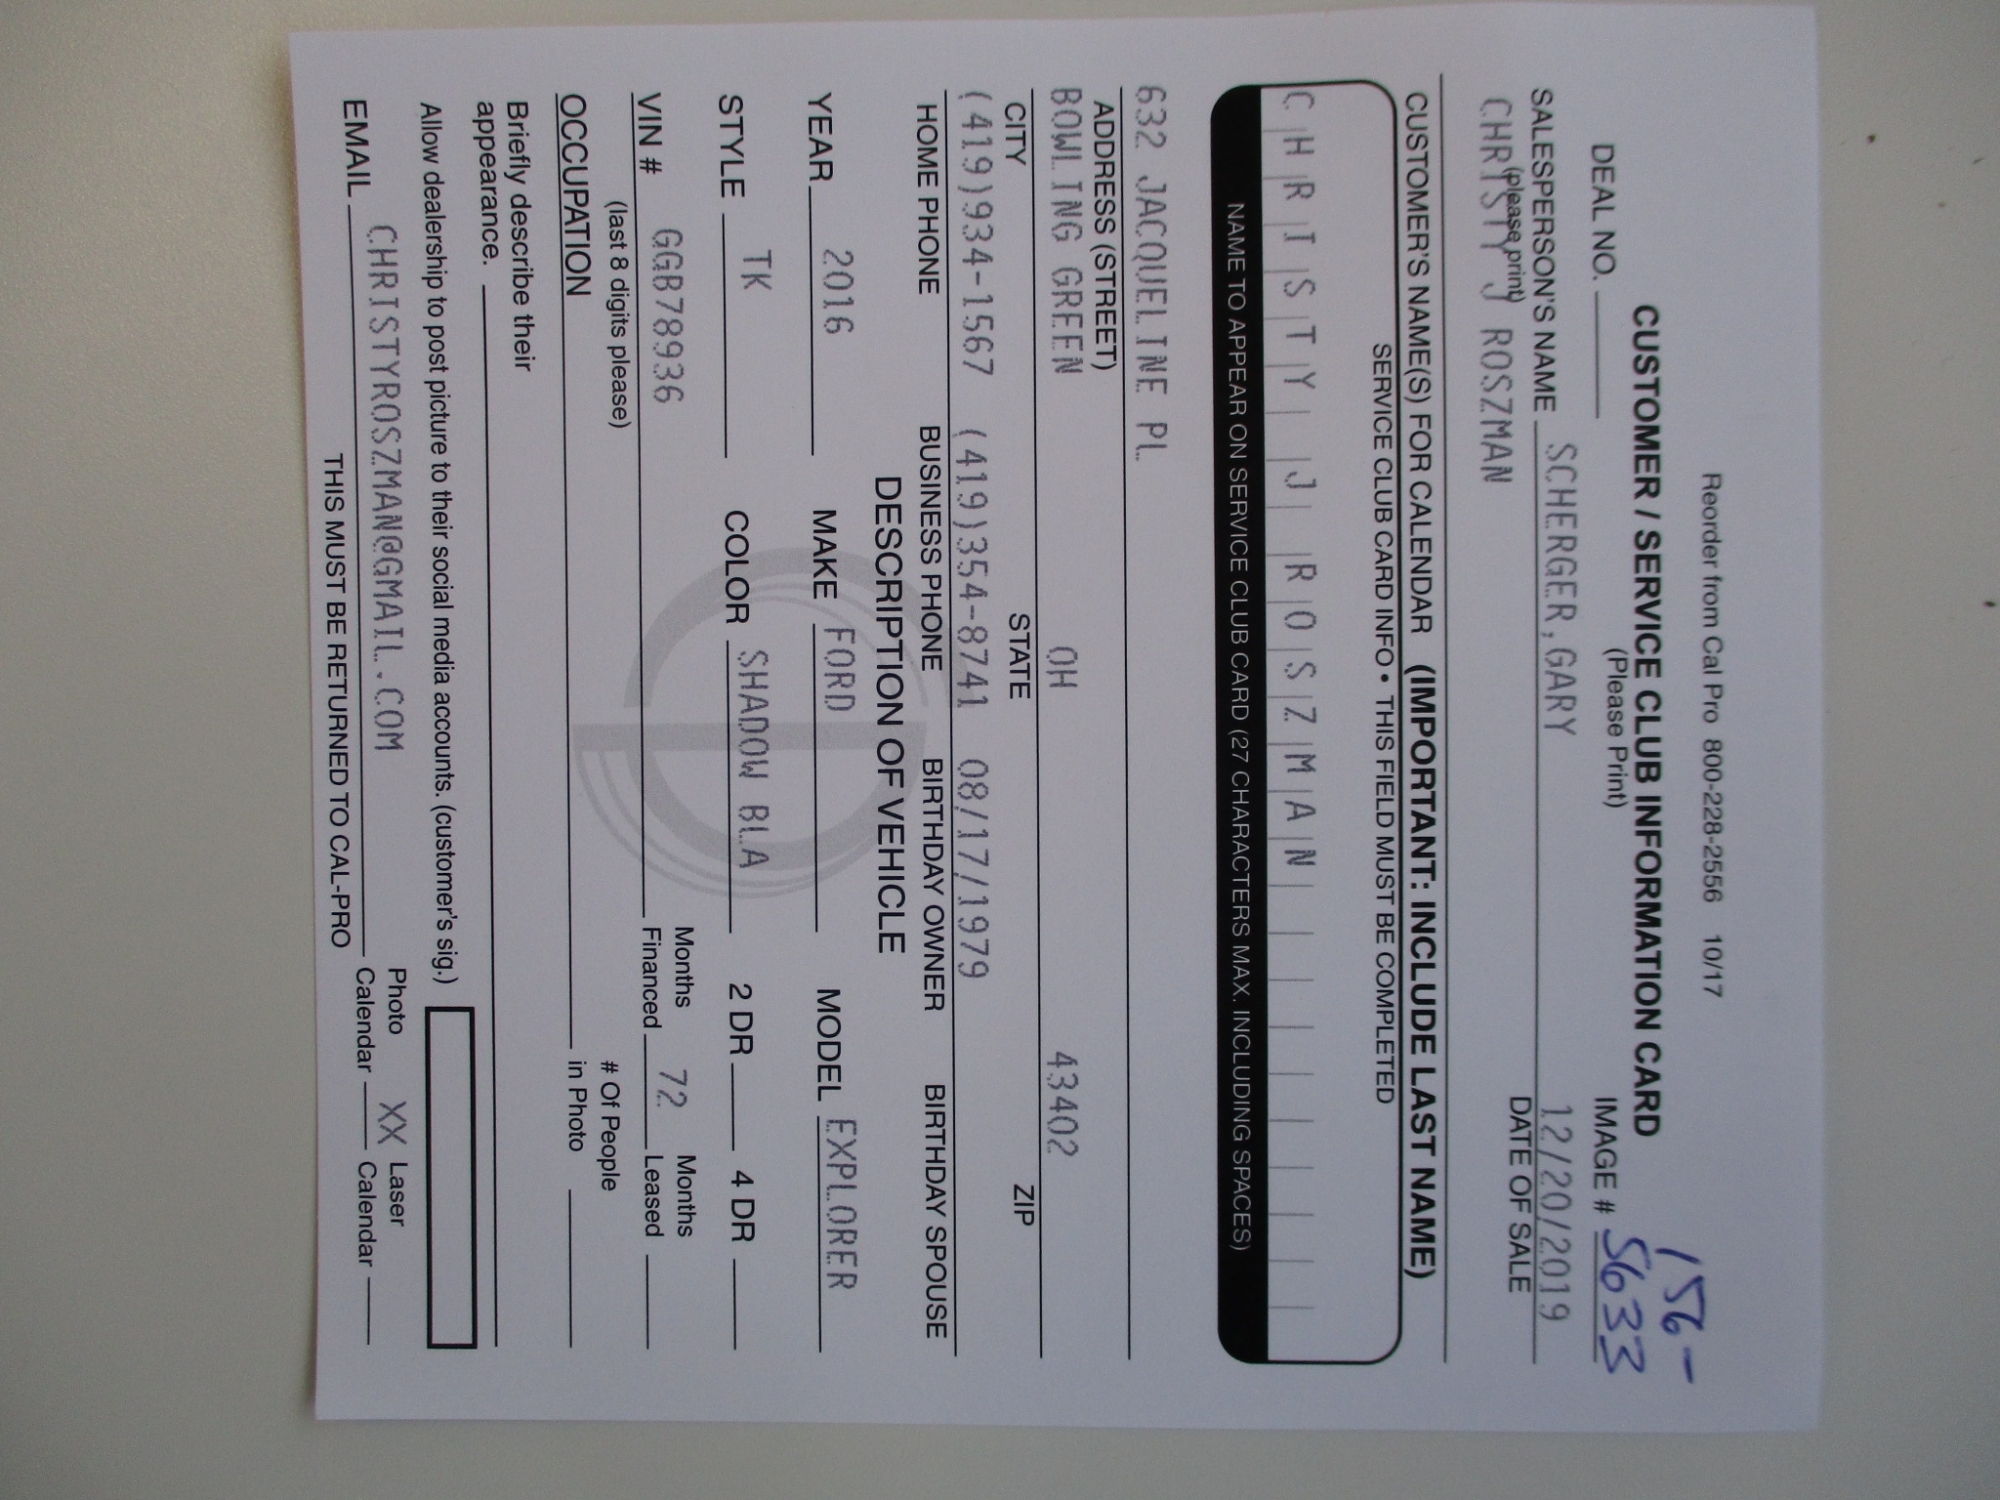 Reorder from Cal Pro 800-228-2556 10/17
156-
CUSTOMER / SERVICE CLUB INFORMATION CARD
DEAL NO. (Please Print) IMAGE # 5633
SALESPERSON'S NAME SCHERGER,GARY 12/20/2019
(please print) DATE OF SALE
CHRISTY J ROSZMAN
CUSTOMER'S NAME(S) FOR CALENDAR (IMPORTANT: INCLUDE LAST NAME)
SERVICE CLUB CARD INFO • THIS FIELD MUST BE COMPLETED
CHRISTY J ROSZMAN
NAME TO APPEAR ON SERVICE CLUB CARD (27 CHARACTERS MAX. INCLUDING SPACES)
632 JACQUELINE PL
ADDRESS (STREET)
BOWLING GREEN OH 43402
CITY STATE ZIP
(419)934-1567 (419)354-8741 08/17/1979
HOME PHONE BUSINESS PHONE BIRTHDAY OWNER BIRTHDAY SPOUSE
DESCRIPTION OF VEHICLE
YEAR 2016 MAKE FORD MODEL EXPLORER
STYLE TK COLOR SHADOW BLA 2 DR 4 DR
VIN # GGB78936 Months Financed 72 Months Leased
(last 8 digits please) # Of People
OCCUPATION in Photo
Briefly describe their
appearance.
Allow dealership to post picture to their social media accounts. (customer's sig.)
EMAIL CHRISTYROSZMAN@GMAIL.COM Photo Calendar XX Laser Calendar
THIS MUST BE RETURNED TO CAL-PRO